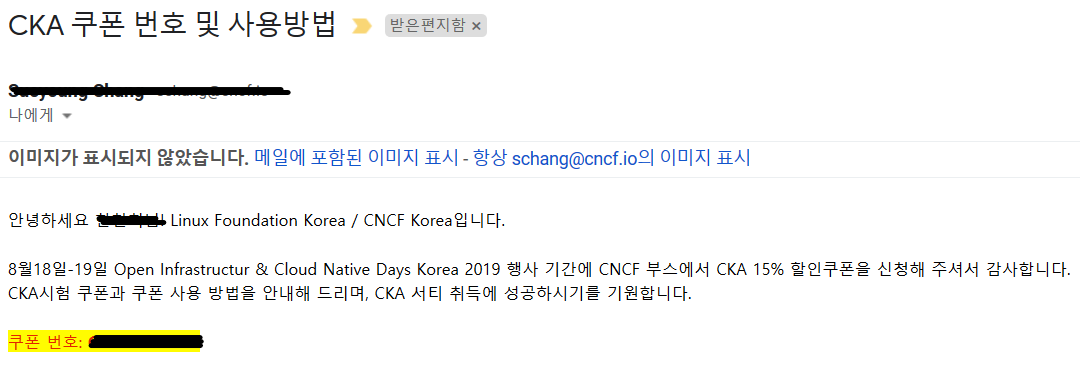 CKA 쿠폰 번호 및 사용방법 받은편지함 ×
나에게
이미지가 표시되지 않았습니다. 메일에 포함된 이미지 표시 - 항상 schang@cncf.io의 이미지 표시
안녕하세요 Linux Foundation Korea / CNCF Korea입니다.
8월18일-19일 Open Infrastructur & Cloud Native Days Korea 2019 행사 기간에 CNCF 부스에서 CKA 15% 할인쿠폰을 신청해 주셔서 감사합니다.
CKA시험 쿠폰과 쿠폰 사용 방법을 안내해 드리며, CKA 서티 취득에 성공하시기를 기원합니다.
쿠폰 번호: